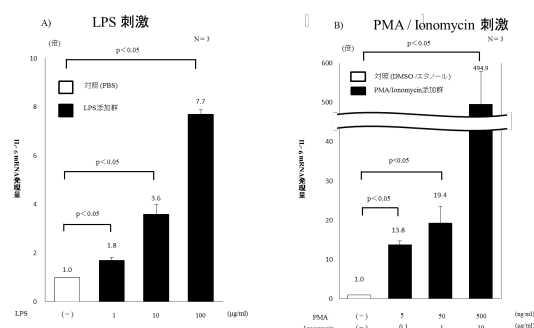 A) LPS 刺激
(倍) N=3
10
p<0.05
対照 (PBS)
LPS添加群
8
7.7
6
IL-6 mRNA発現量
p<0.05
4
3.6
p<0.05
2
1.8
1.0
0
LPS (-) 1 10 100 (μg/ml)
B) PMA / Ionomycin 刺激
(倍) N=3
p<0.05
600
494.9
対照 (DMSO/エタノール)
PMA/Ionomycin添加群
500
40
IL-6 mRNA発現量
p<0.05
30
p<0.05
20
19.4
13.8
10
1.0
0
PMA (-) 5 50 500 (ng/ml)
Ionomycin (-) 0.1 1 10 (μg/ml)